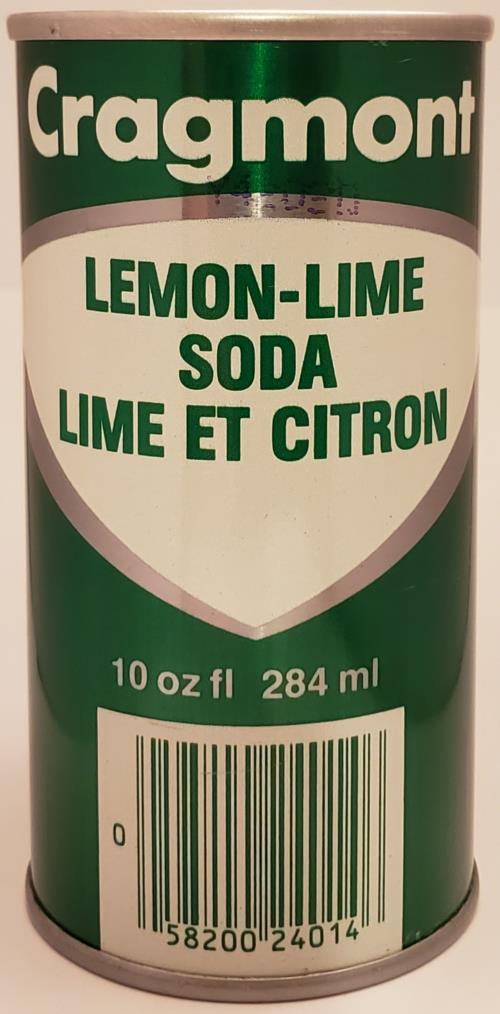 Cragmont
LEMON-LIME
SODA
LIME ET CITRON
10 oz fl 284 ml
0
58200 24014